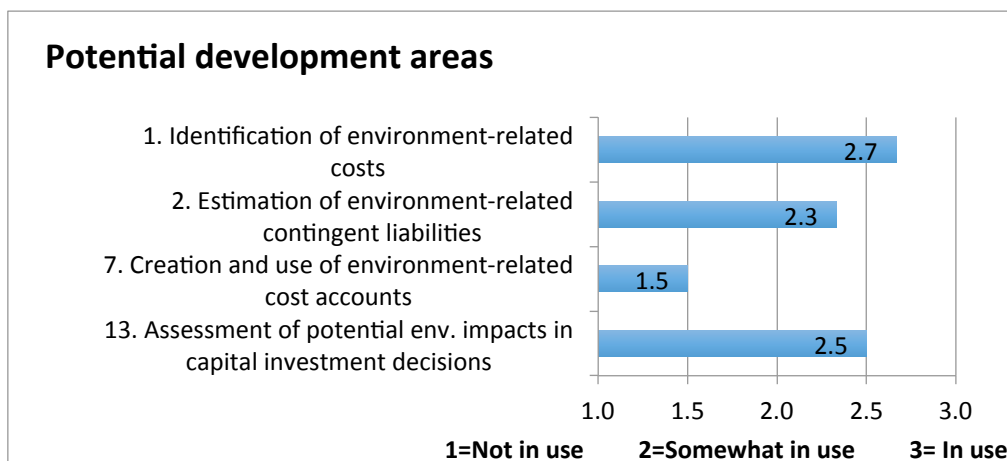 Potential development areas
1. Identification of environment-related
costs
2.7
2. Estimation of environment-related
contingent liabilities
2.3
7. Creation and use of environment-related
cost accounts
1.5
13. Assessment of potential env. impacts in
capital investment decisions
2.5
1.0 1.5 2.0 2.5 3.0
1=Not in use 2=Somewhat in use 3= In use